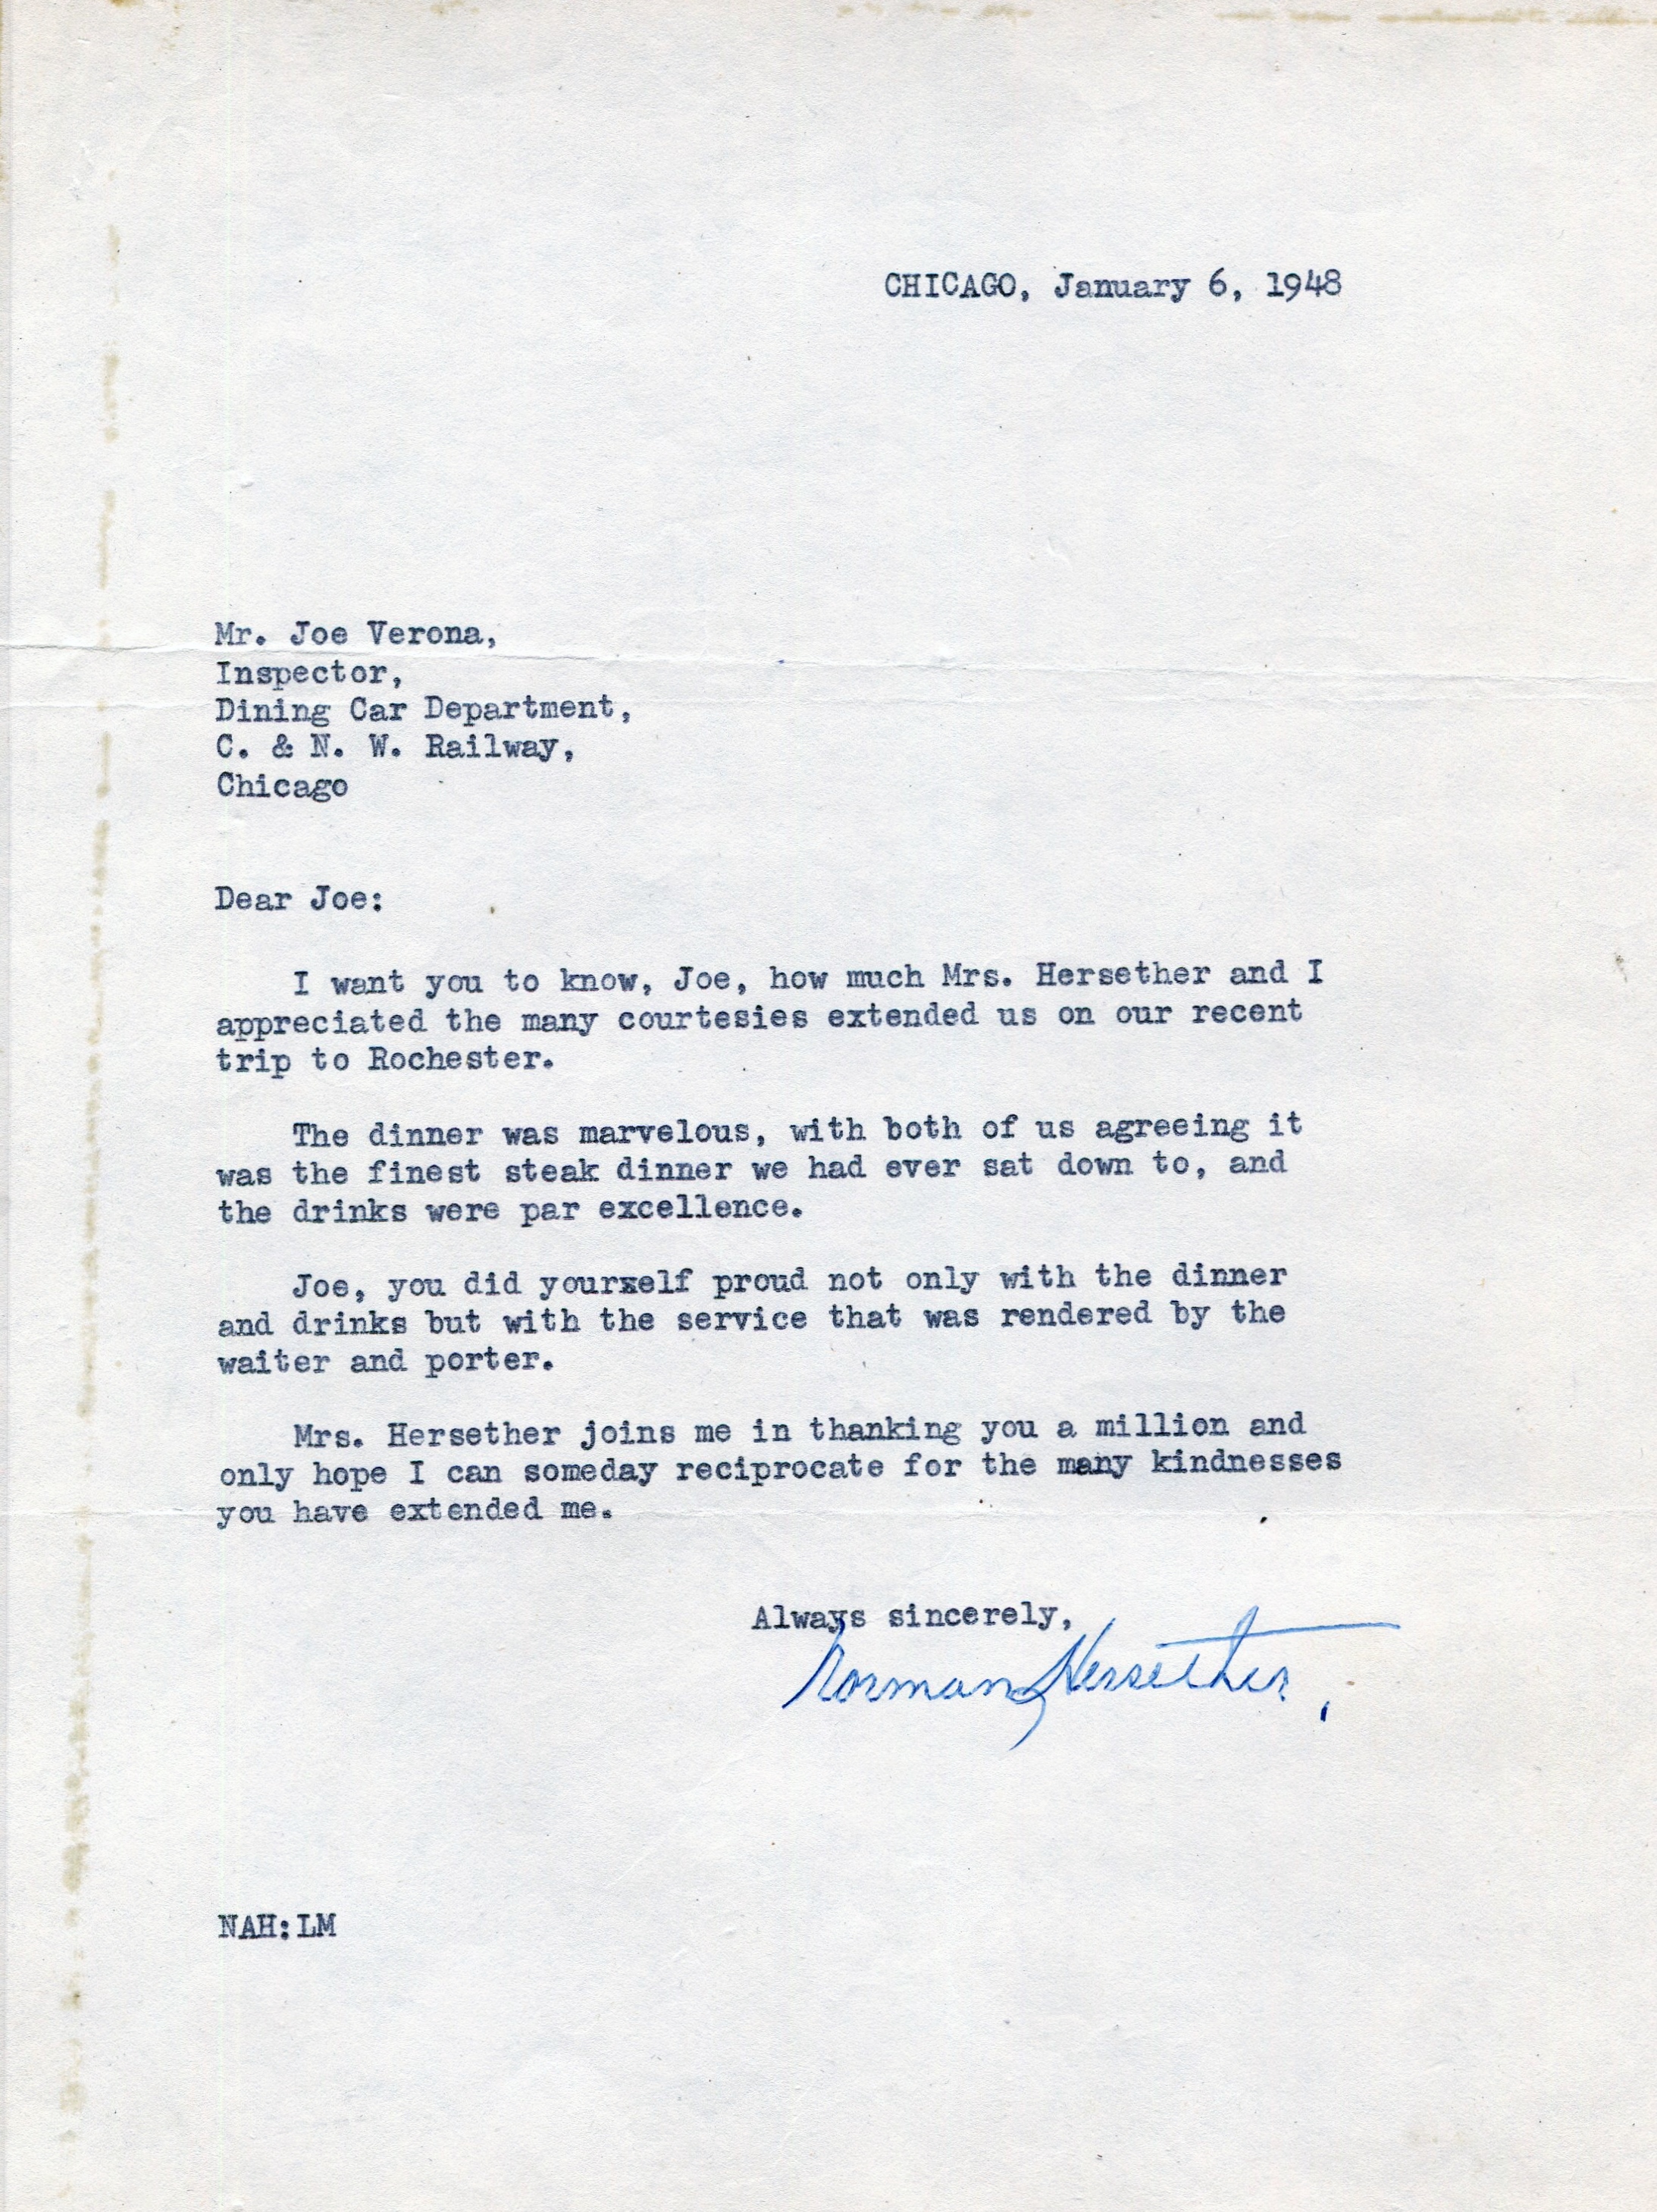 CHICAGO, January 6, 1948
Mr. Joe Verona,
Inspector,
Dining Car Department,
C. & N. W. Railway,
Chicago
Dear Joe:
I want you to know, Joe, how much Mrs. Hersether and I
appreciated the many courtesies extended us on our recent
trip to Rochester.
The dinner was marvelous, with both of us agreeing it
was the finest steak dinner we had ever sat down to, and
the drinks were par excellence.
Joe, you did yourself proud not only with the dinner
and drinks but with the service that was rendered by the
waiter and porter.
Mrs. Hersether joins me in thanking you a million and
only hope I can someday reciprocate for the many kindnesses
you have extended me.
Always sincerely,
Norman Hersether
NAH:LM